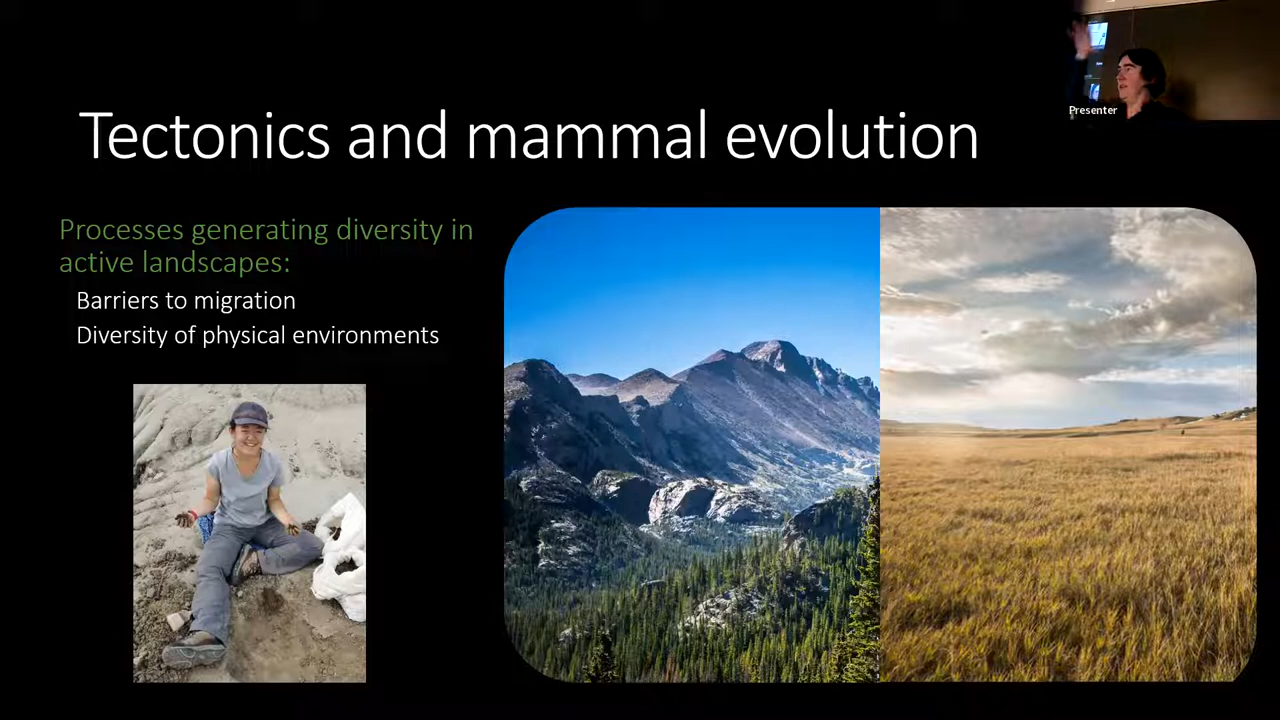 Presenter
Tectonics and mammal evolution
Processes generating diversity in
active landscapes:
Barriers to migration
Diversity of physical environments